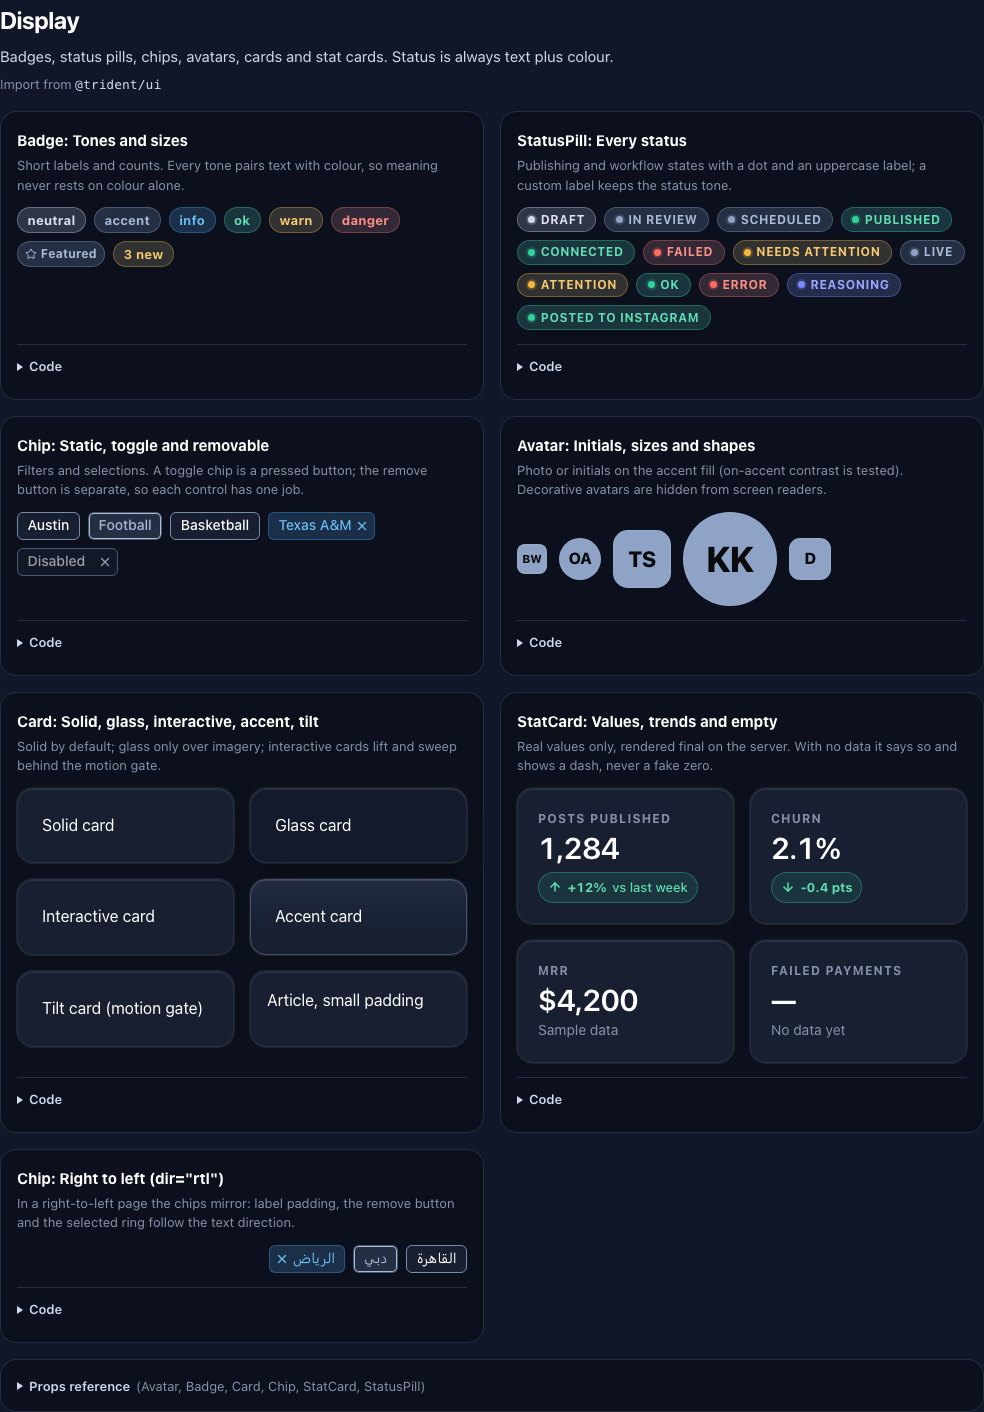 Display
Badges, status pills, chips, avatars, cards and stat cards. Status is always text plus colour.
Import from @trident/ui
Badge: Tones and sizes
Short labels and counts. Every tone pairs text with colour, so meaning
never rests on colour alone.
neutral accent info ok warn danger
Featured 3 new
Code
StatusPill: Every status
Publishing and workflow states with a dot and an uppercase label; a
custom label keeps the status tone.
DRAFT IN REVIEW SCHEDULED PUBLISHED
CONNECTED FAILED NEEDS ATTENTION LIVE
ATTENTION OK ERROR REASONING
POSTED TO INSTAGRAM
Code
Chip: Static, toggle and removable
Filters and selections. A toggle chip is a pressed button; the remove
button is separate, so each control has one job.
Austin Football Basketball Texas A&M ×
Disabled ×
Code
Avatar: Initials, sizes and shapes
Photo or initials on the accent fill (on-accent contrast is tested).
Decorative avatars are hidden from screen readers.
BW OA TS KK D
Code
Card: Solid, glass, interactive, accent, tilt
Solid by default; glass only over imagery; interactive cards lift and sweep
behind the motion gate.
Solid card Glass card
Interactive card Accent card
Tilt card (motion gate) Article, small padding
Code
StatCard: Values, trends and empty
Real values only, rendered final on the server. With no data it says so and
shows a dash, never a fake zero.
POSTS PUBLISHED
1,284
↑ +12% vs last week
CHURN
2.1%
↓ -0.4 pts
MRR
$4,200
Sample data
FAILED PAYMENTS
—
No data yet
Code
Chip: Right to left (dir="rtl")
In a right-to-left page the chips mirror: label padding, the remove button
and the selected ring follow the text direction.
القاهرة دبي الرياض ×
Code
Props reference (Avatar, Badge, Card, Chip, StatCard, StatusPill)